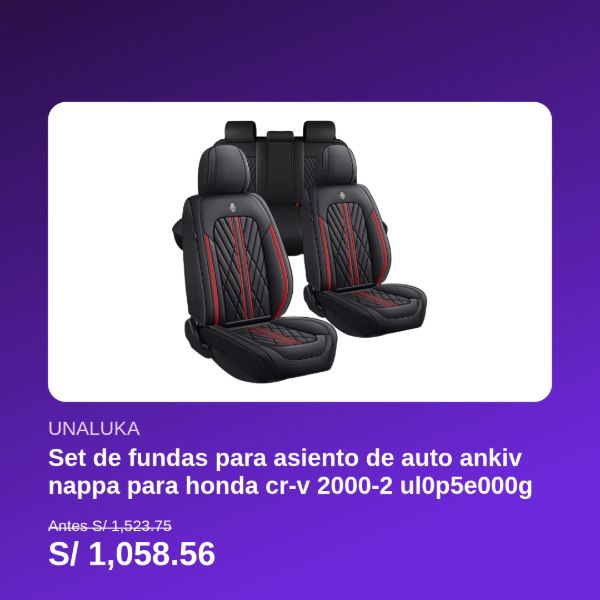 UNALUKA
Set de fundas para asiento de auto ankiv
nappa para honda cr-v 2000-2 ul0p5e000g
Antes S/ 1,523.75
S/ 1,058.56